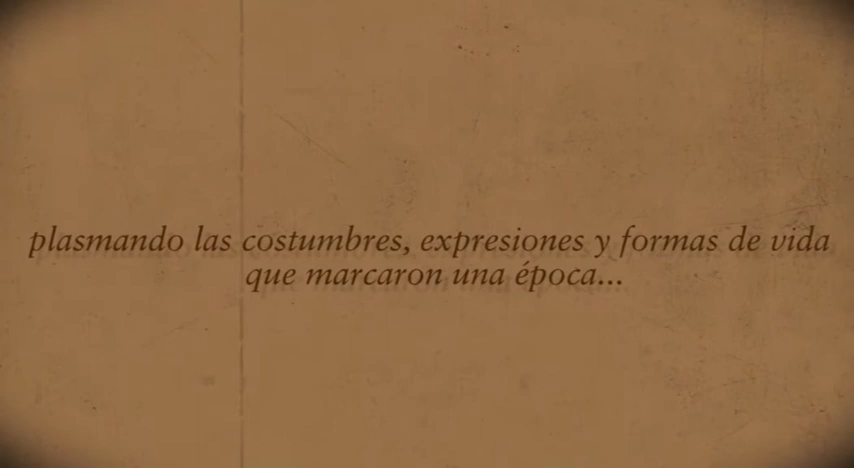 plasmando las costumbres, expresiones y formas de vida
que marcaron una época...